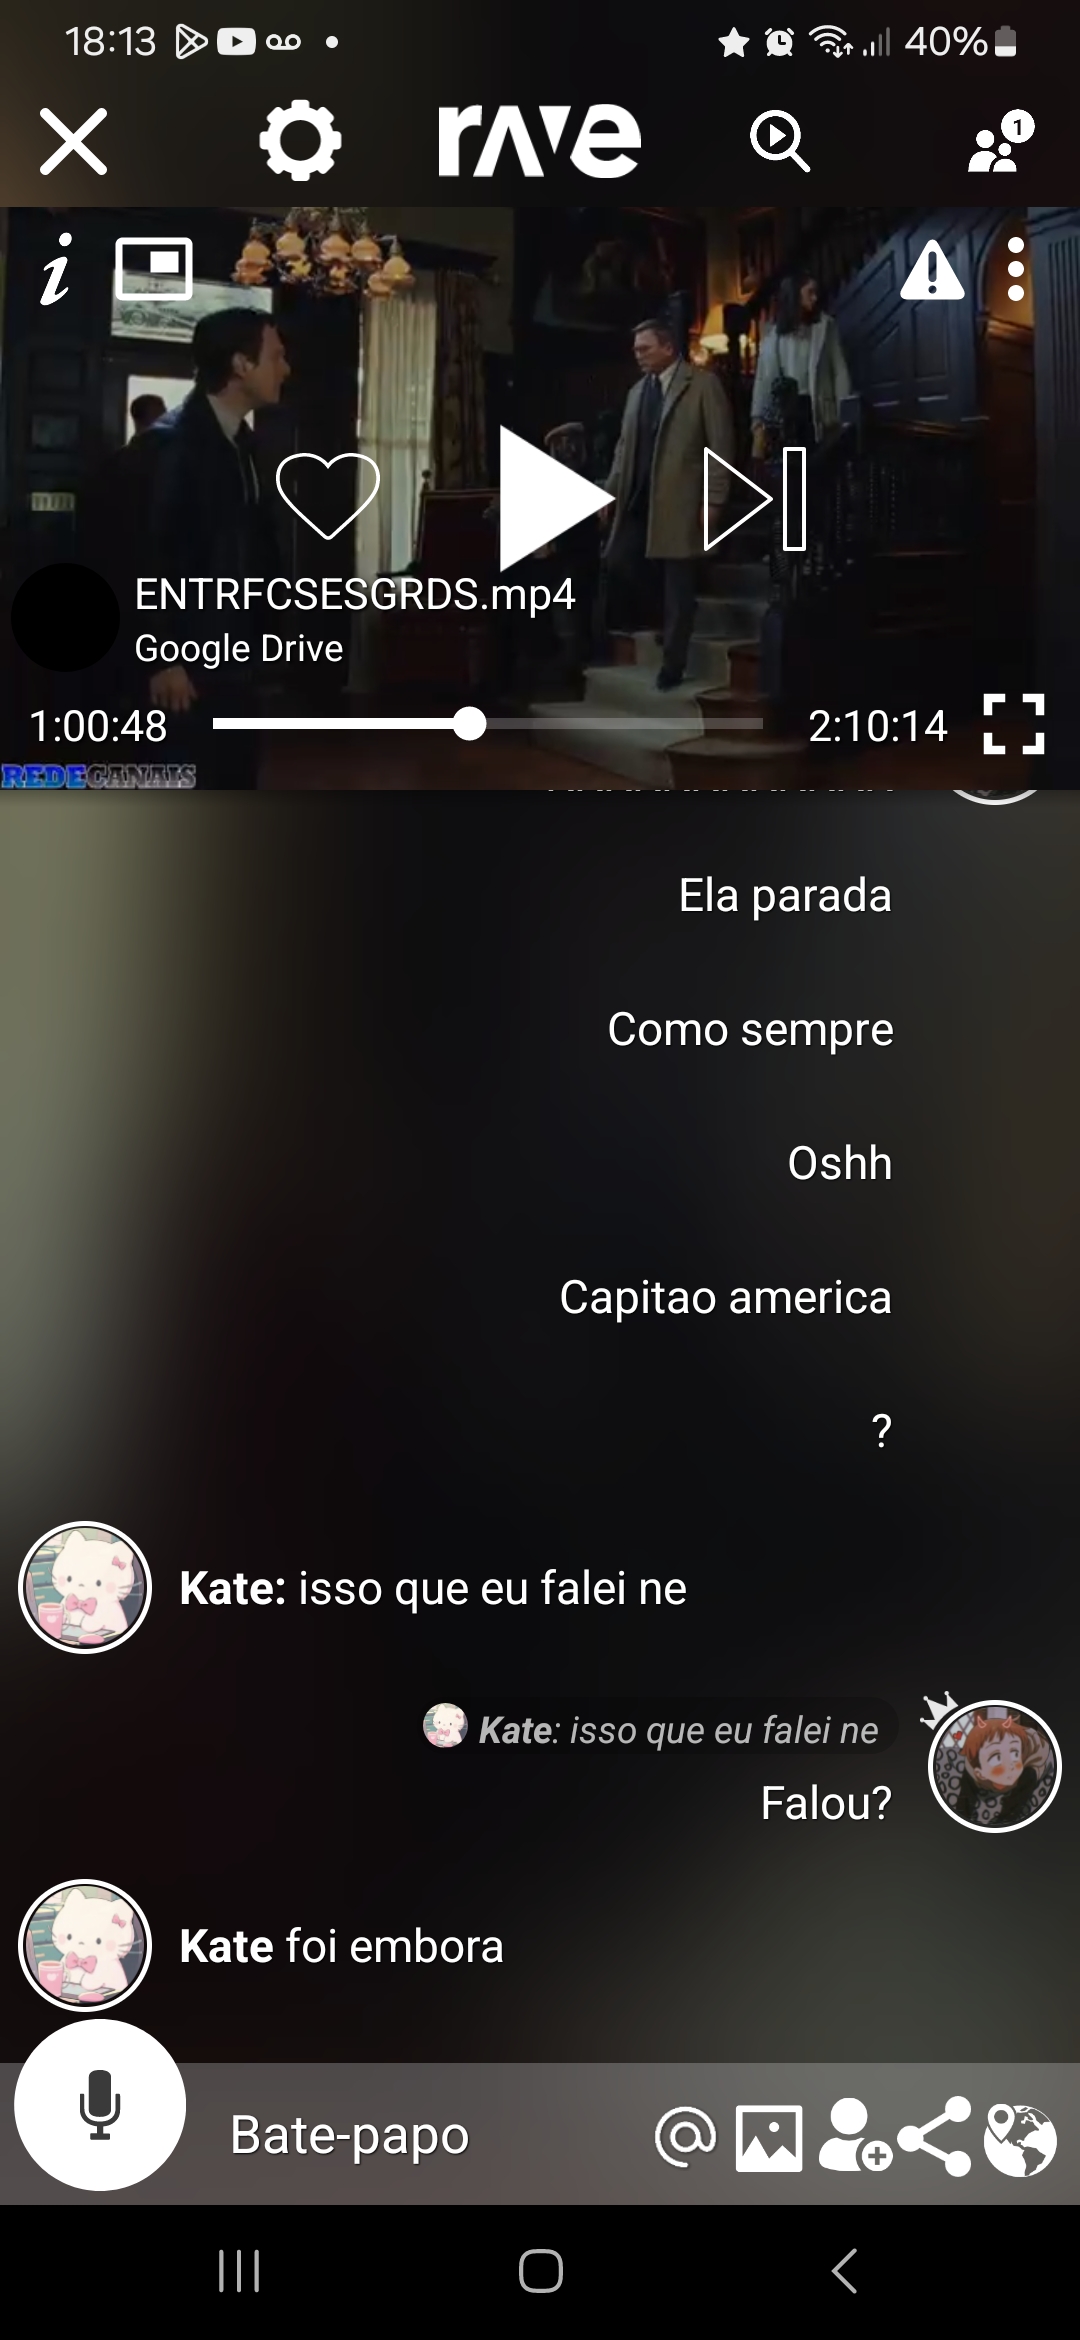 18:13
40%
rave
1
ENTRFCSESGRDS.mp4
Google Drive
1:00:48
2:10:14
REDECANAIS
Ela parada
Como sempre
Oshh
Capitao america
?
Kate: isso que eu falei ne
Kate: isso que eu falei ne
Falou?
Kate foi embora
Bate-papo